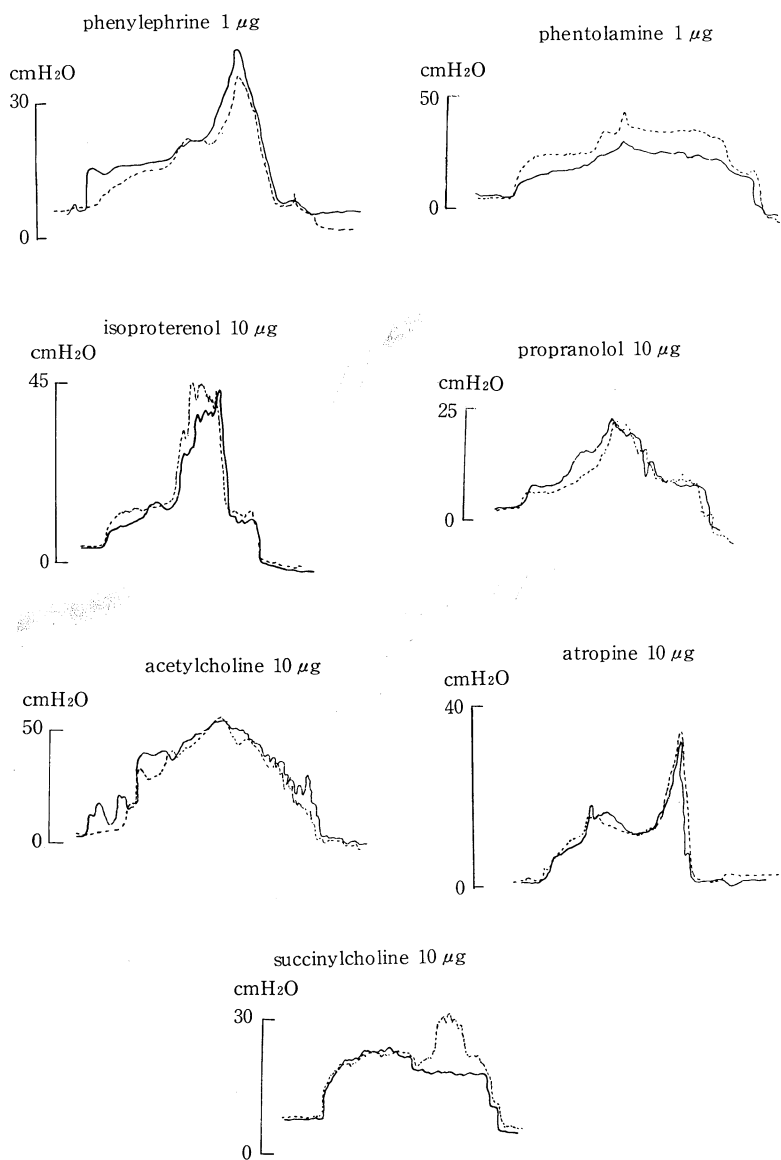 phenylephrine 1 μg
cmH2O
30
0
phentolamine 1 μg
cmH2O
50
0
isoproterenol 10 μg
cmH2O
45
0
propranolol 10 μg
cmH2O
25
0
acetylcholine 10 μg
cmH2O
50
0
atropine 10 μg
cmH2O
40
0
succinylcholine 10 μg
cmH2O
30
0